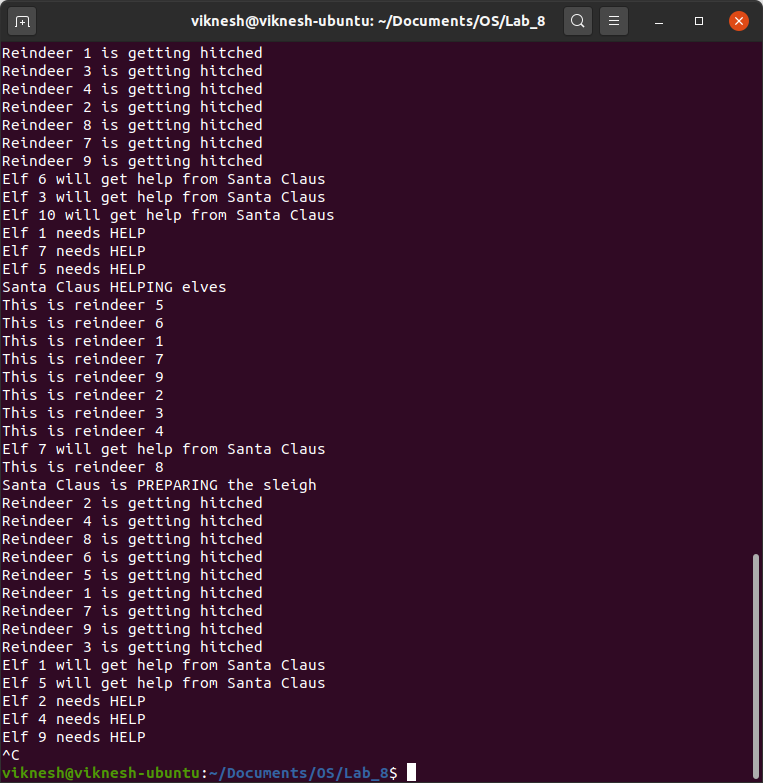 viknesh@viknesh-ubuntu: ~/Documents/OS/Lab_8
Reindeer 1 is getting hitched
Reindeer 3 is getting hitched
Reindeer 4 is getting hitched
Reindeer 2 is getting hitched
Reindeer 8 is getting hitched
Reindeer 7 is getting hitched
Reindeer 9 is getting hitched
Elf 6 will get help from Santa Claus
Elf 3 will get help from Santa Claus
Elf 10 will get help from Santa Claus
Elf 1 needs HELP
Elf 7 needs HELP
Elf 5 needs HELP
Santa Claus HELPING elves
This is reindeer 5
This is reindeer 6
This is reindeer 1
This is reindeer 7
This is reindeer 9
This is reindeer 2
This is reindeer 3
This is reindeer 4
Elf 7 will get help from Santa Claus
This is reindeer 8
Santa Claus is PREPARING the sleigh
Reindeer 2 is getting hitched
Reindeer 4 is getting hitched
Reindeer 8 is getting hitched
Reindeer 6 is getting hitched
Reindeer 5 is getting hitched
Reindeer 1 is getting hitched
Reindeer 7 is getting hitched
Reindeer 9 is getting hitched
Reindeer 3 is getting hitched
Elf 1 will get help from Santa Claus
Elf 5 will get help from Santa Claus
Elf 2 needs HELP
Elf 4 needs HELP
Elf 9 needs HELP
^C
viknesh@viknesh-ubuntu:~/Documents/OS/Lab_8$